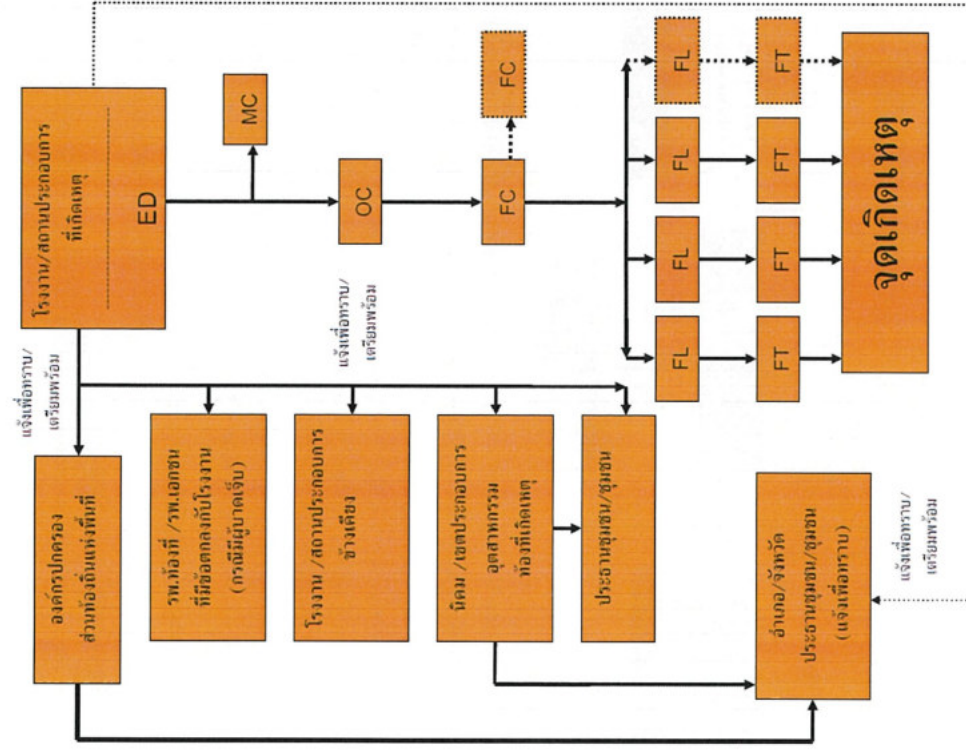 โรงงาน/สถานประกอบการ
ที่เกิดเหตุ
ED
MC
OC
FC
FC
FL
FL
FL
FL
FT
FT
FT
FT
จุดเกิดเหตุ
แจ้งเพื่อทราบ/
เตรียมพร้อม
แจ้งเพื่อทราบ/
เตรียมพร้อม
องค์กรปกครอง
ส่วนท้องถิ่นแห่งพื้นที่
รพ.ท้องที่ /รพ.เอกชน
ที่มีข้อตกลงกับโรงงาน
(กรณีมีผู้บาดเจ็บ)
โรงงาน /สถานประกอบการ
ข้างเคียง
นิคม /เขตประกอบการ
อุตสาหกรรม
ท้องที่เกิดเหตุ
ประธานชุมชน/ชุมชน
อำเภอ/จังหวัด
ประธานชุมชน/ชุมชน
(แจ้งเพื่อทราบ)
แจ้งเพื่อทราบ/
เตรียมพร้อม